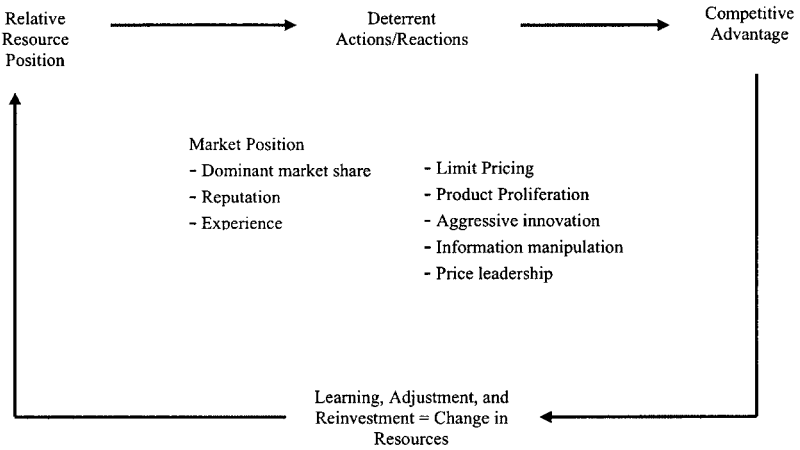 Relative
Resource
Position
Deterrent
Actions/Reactions
Competitive
Advantage
Market Position
- Dominant market share
- Reputation
- Experience
- Limit Pricing
- Product Proliferation
- Aggressive innovation
- Information manipulation
- Price leadership
Learning, Adjustment, and
Reinvestment = Change in
Resources